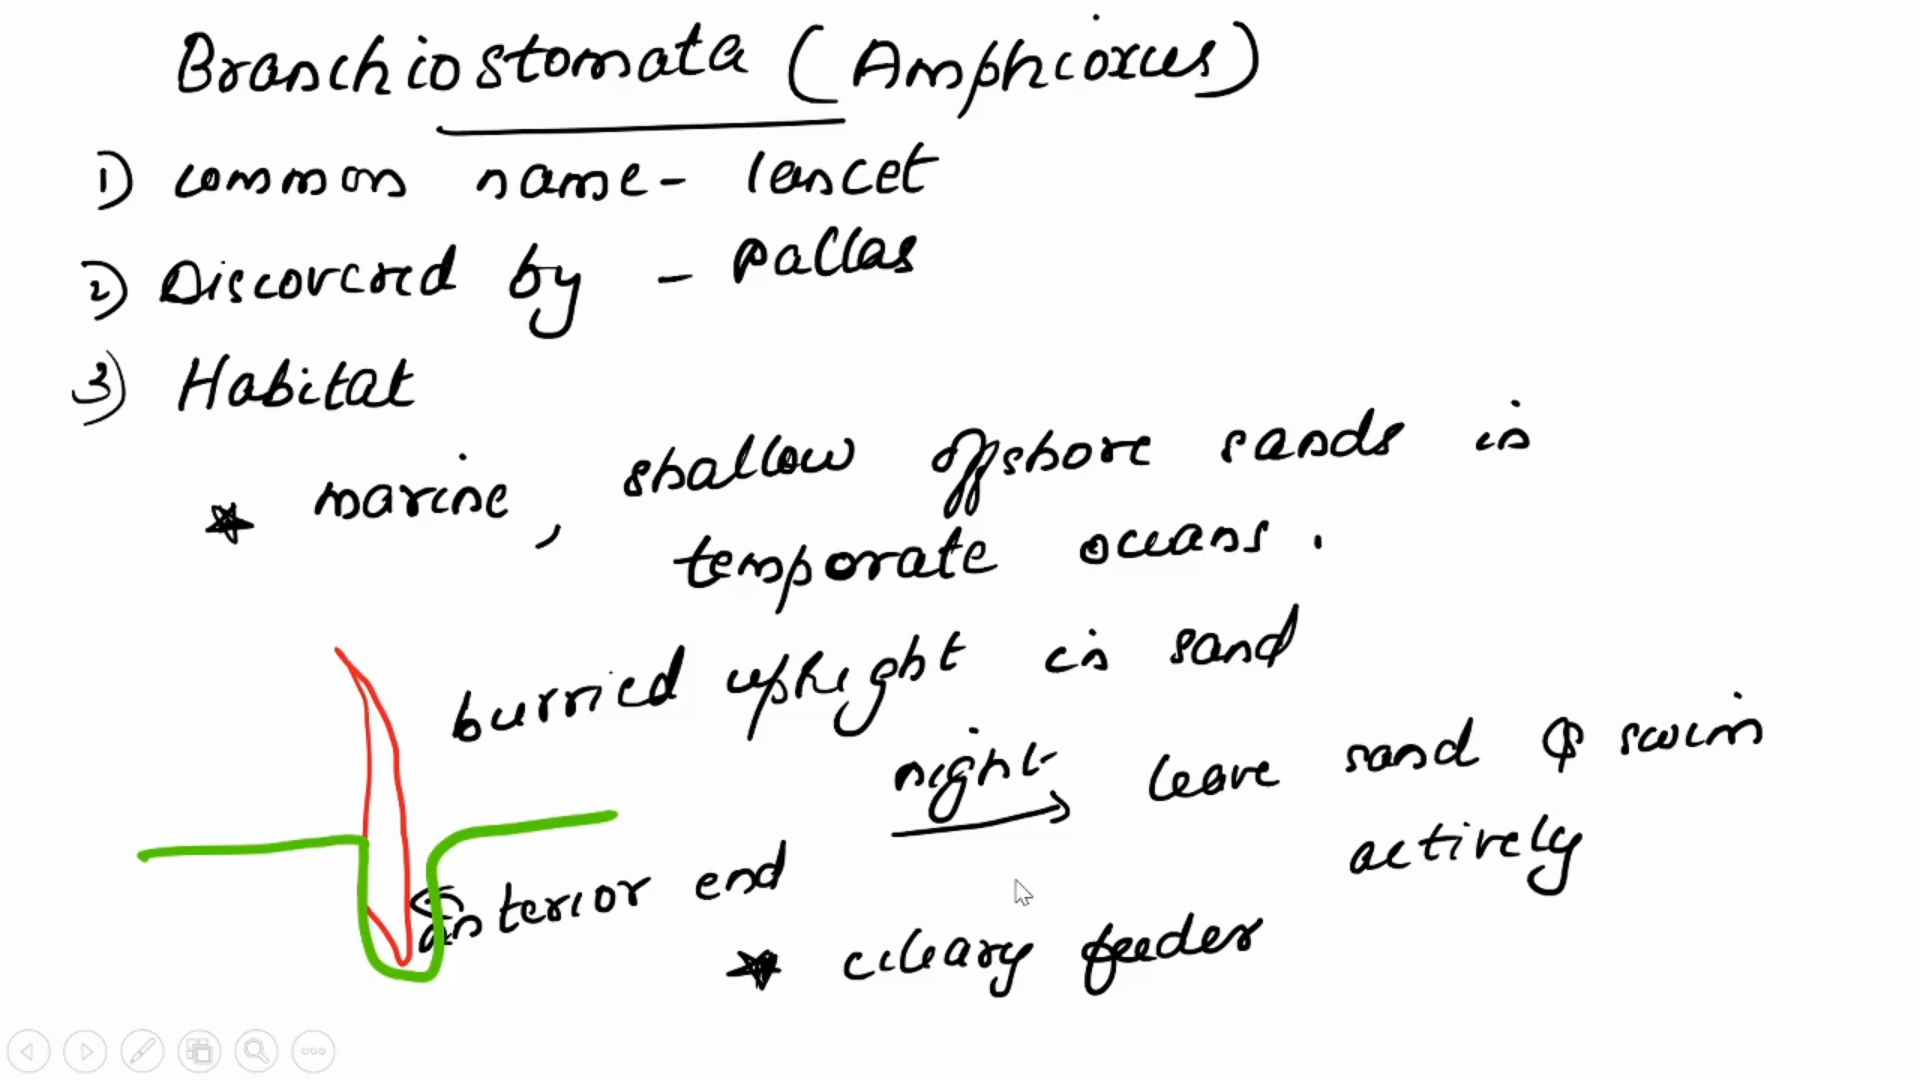 Branchiostomata (Amphioxus)
1) common name - lancet
2) Discovered by - Pallas
3) Habitat
★ marine, shallow offshore sands in
temporate oceans.
burried upright in sand
night → leave sand & swim
actively
Anterior end
★ cileary feeder